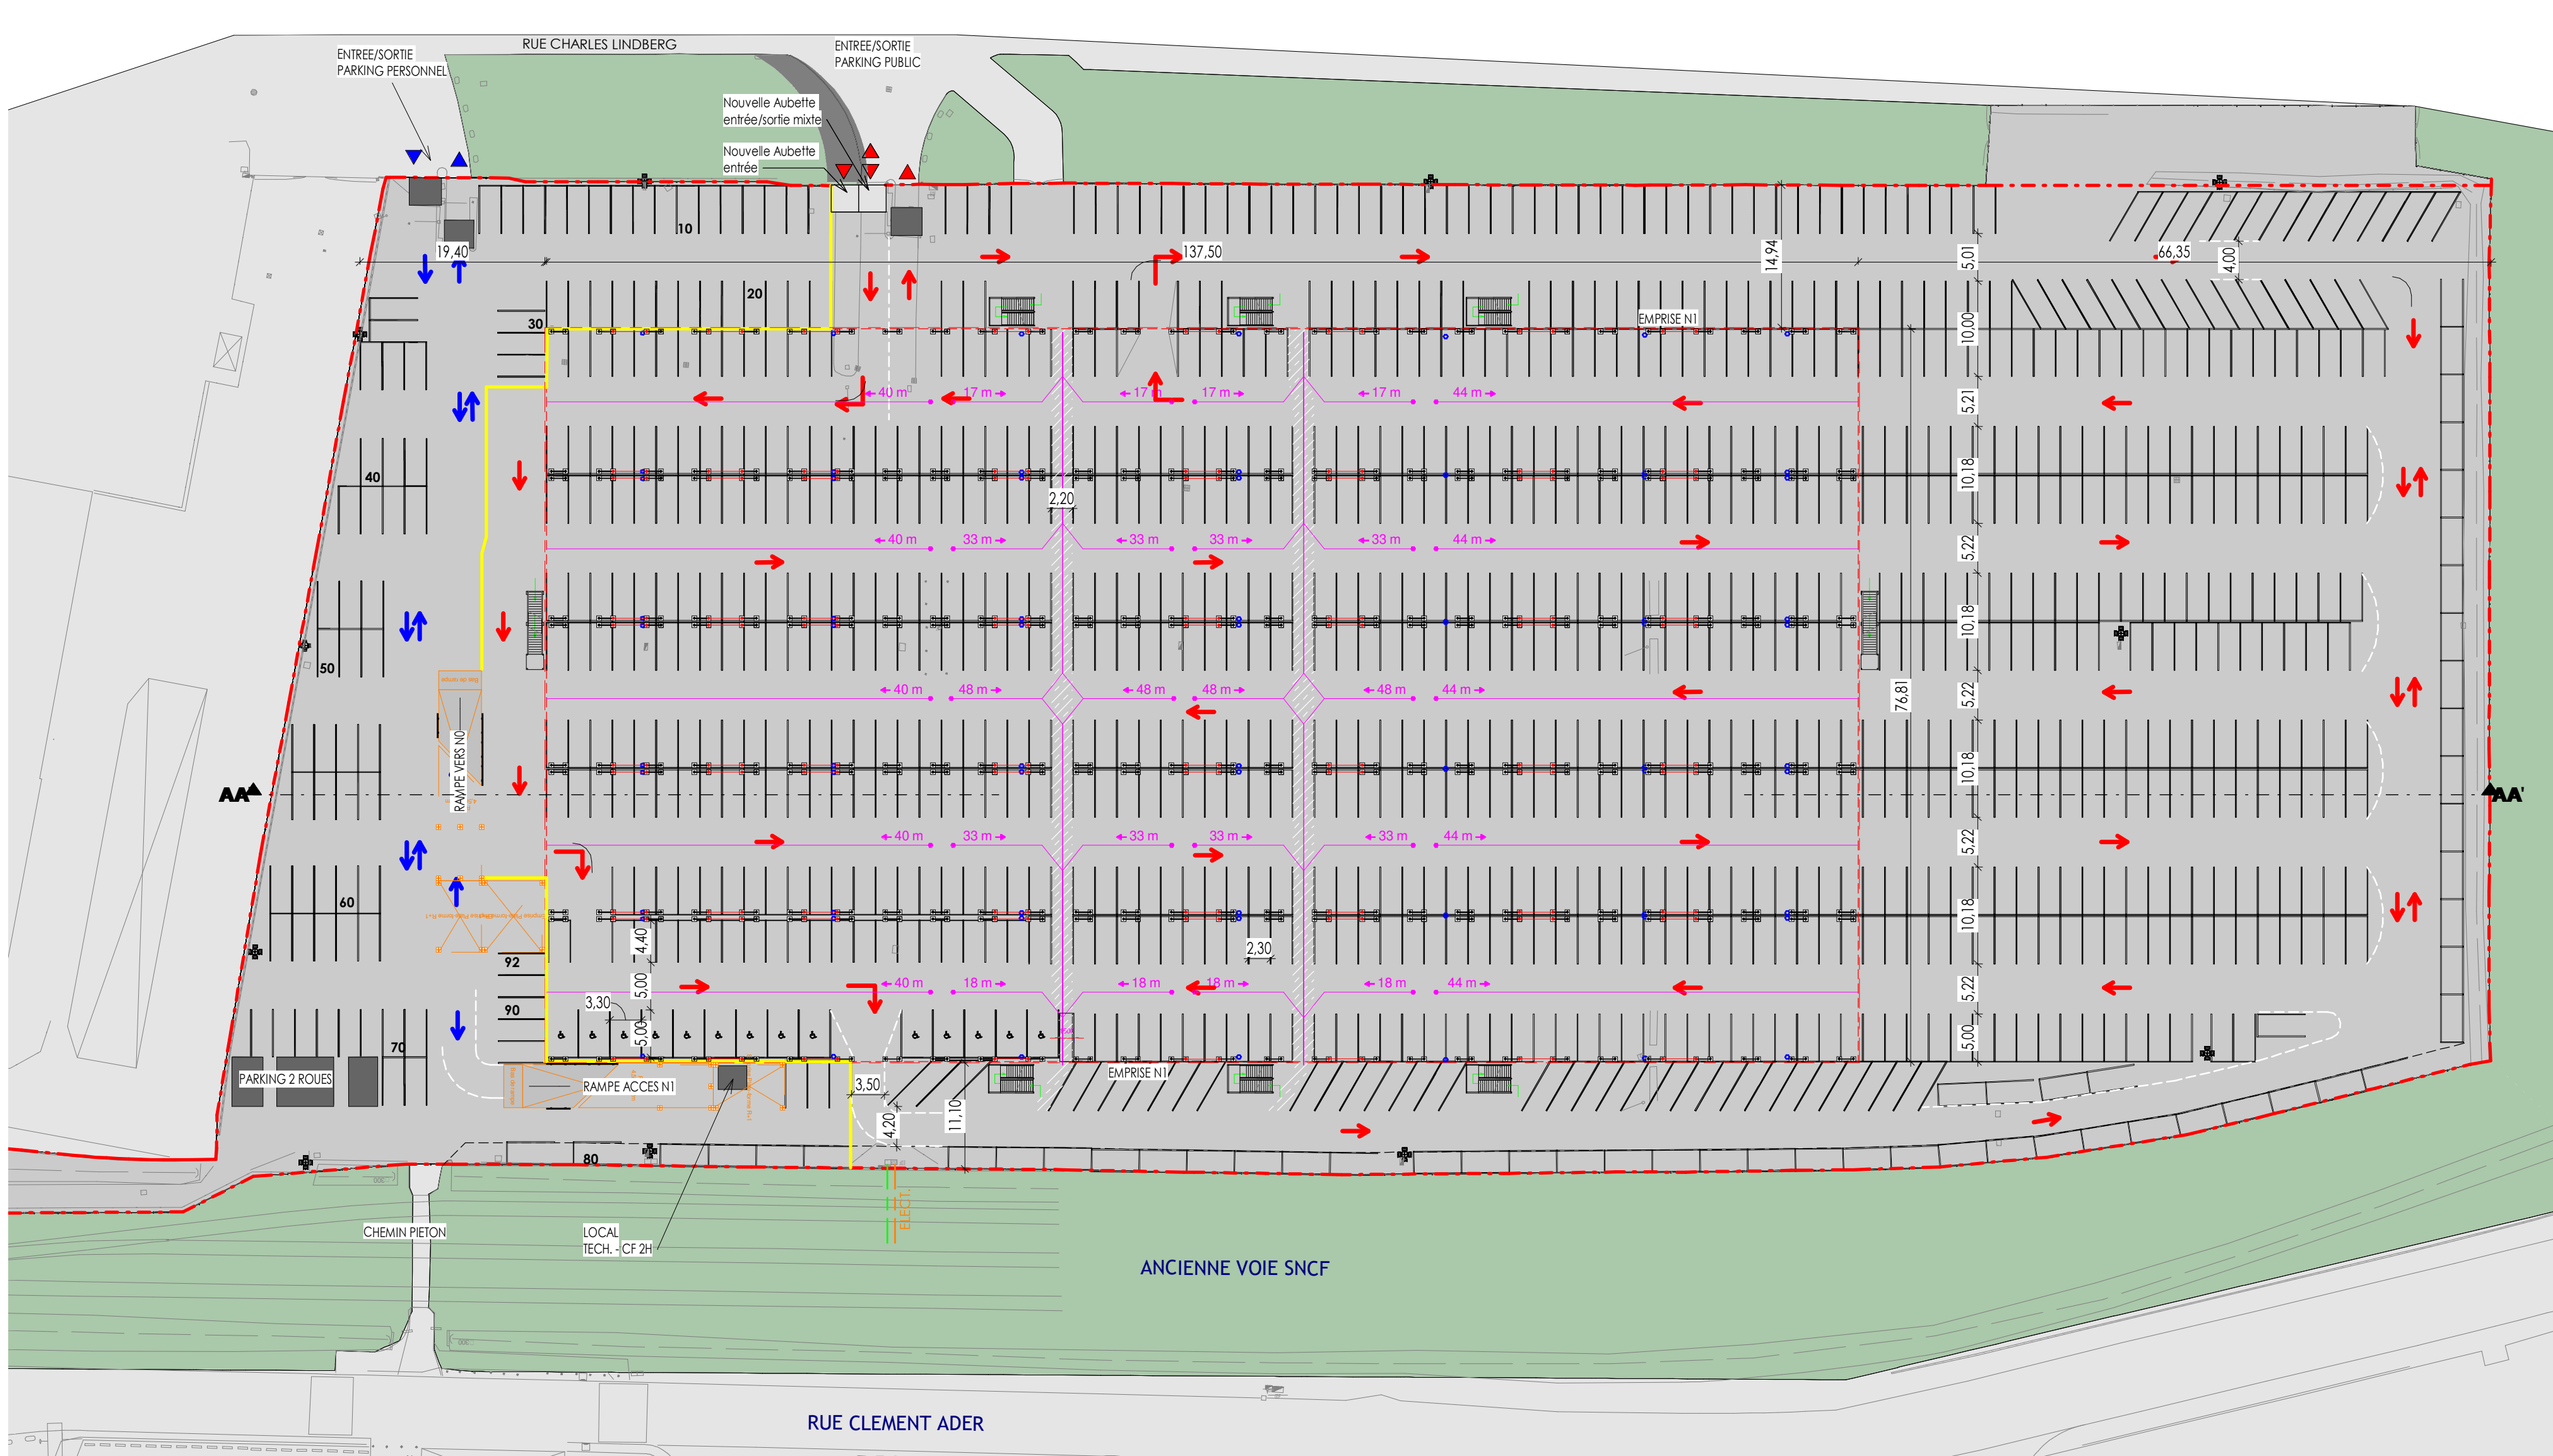 RUE CHARLES LINDBERG
ENTREE/SORTIE
PARKING PERSONNEL
ENTREE/SORTIE
PARKING PUBLIC
Nouvelle Aubette
entrée/sortie mixte
Nouvelle Aubette
entrée
10
19,40
137,50
14,94
5,01
66,35
4,00
20
30
EMPRISE N1
10,00
40 m
17 m
17 m
17 m
17 m
44 m
5,21
40
2,20
10,18
40 m
33 m
33 m
33 m
33 m
44 m
5,22
10,18
50
40 m
48 m
48 m
48 m
48 m
44 m
76,81
5,22
RAMPE VERS N0
10,18
AA'
AA'
40 m
33 m
33 m
33 m
33 m
44 m
5,22
60
4,40
2,30
10,18
92
40 m
18 m
18 m
18 m
18 m
44 m
5,00
5,22
3,30
90
5,00
5,00
70
PARKING 2 ROUES
RAMPE ACCES N1
3,50
EMPRISE N1
4,20
11,10
80
ELECT.
CHEMIN PIETON
LOCAL
TECH. - CF 2H
ANCIENNE VOIE SNCF
RUE CLEMENT ADER